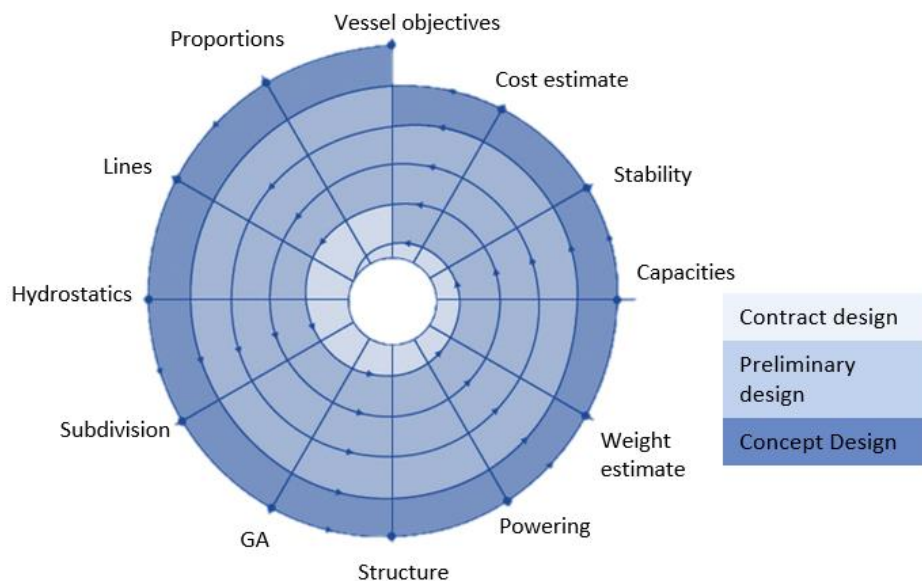 Vessel objectives
Proportions
Cost estimate
Lines
Stability
Hydrostatics
Capacities
Contract design
Preliminary
design
Concept Design
Subdivision
Weight
estimate
GA
Powering
Structure